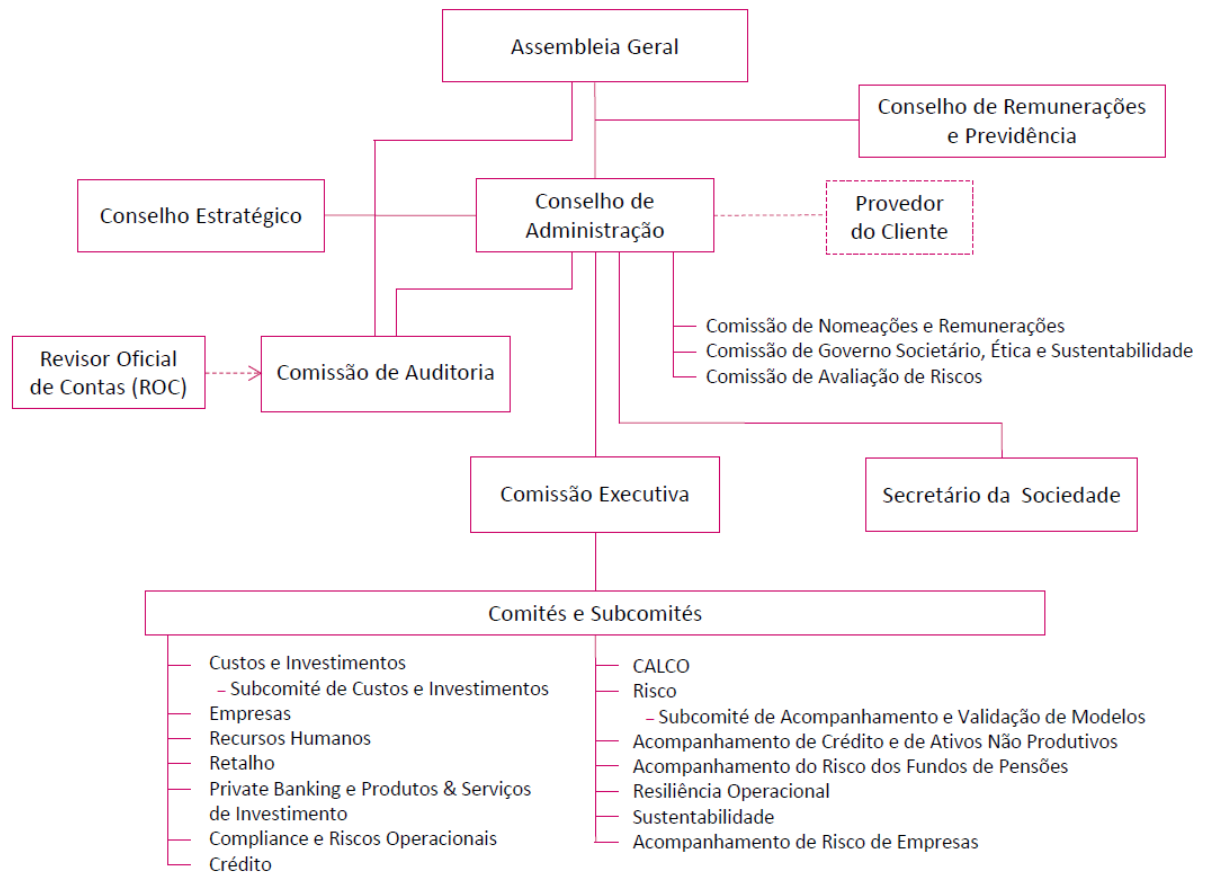 Assembleia Geral
Conselho de Remunerações
e Previdência
Conselho Estratégico
Conselho de
Administração
Provedor
do Cliente
Comissão de Nomeações e Remunerações
Comissão de Governo Societário, Ética e Sustentabilidade
Comissão de Avaliação de Riscos
Revisor Oficial
de Contas (ROC)
Comissão de Auditoria
Comissão Executiva
Secretário da Sociedade
Comités e Subcomités
Custos e Investimentos
– Subcomité de Custos e Investimentos
Empresas
Recursos Humanos
Retalho
Private Banking e Produtos & Serviços
de Investimento
Compliance e Riscos Operacionais
Crédito
CALCO
Risco
– Subcomité de Acompanhamento e Validação de Modelos
Acompanhamento de Crédito e de Ativos Não Produtivos
Acompanhamento do Risco dos Fundos de Pensões
Resiliência Operacional
Sustentabilidade
Acompanhamento de Risco de Empresas